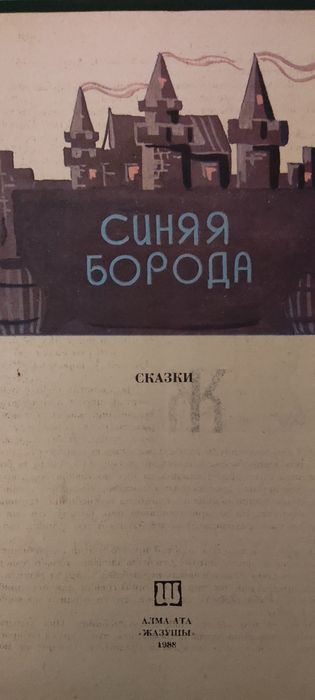 СИНЯЯ
БОРОДА
СКАЗКИ
АЛМА-АТА
«ЖАЗУШЫ»
1988